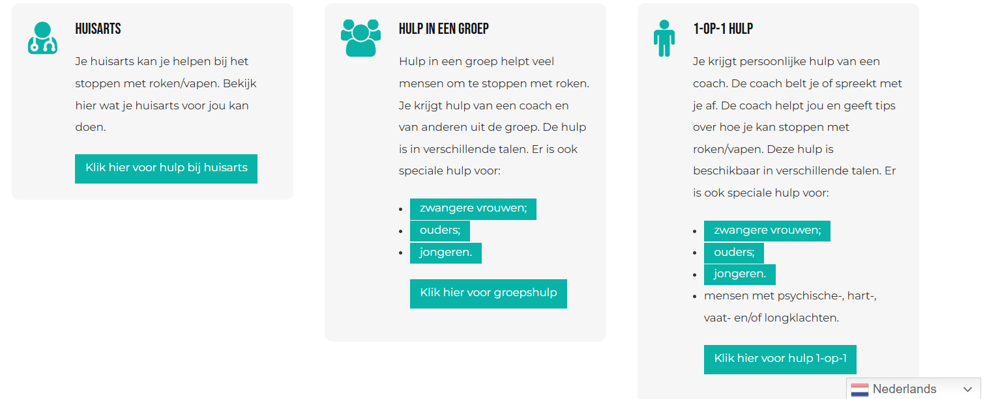 HUISARTS
Je huisarts kan je helpen bij het
stoppen met roken/vapen. Bekijk
hier wat je huisarts voor jou kan
doen.
Klik hier voor hulp bij huisarts
HULP IN EEN GROEP
Hulp in een groep helpt veel
mensen om te stoppen met roken.
Je krijgt hulp van een coach en
van anderen uit de groep. De hulp
is in verschillende talen. Er is ook
speciale hulp voor:
zwangere vrouwen;
ouders;
jongeren.
Klik hier voor groepshulp
1-OP-1 HULP
Je krijgt persoonlijke hulp van een
coach. De coach belt je of spreekt met
je af. De coach helpt jou en geeft tips
over hoe je kan stoppen met
roken/vapen. Deze hulp is
beschikbaar in verschillende talen. Er
is ook speciale hulp voor:
zwangere vrouwen;
ouders;
jongeren.
mensen met psychische-, hart-,
vaat- en/of longklachten.
Klik hier voor hulp 1-op-1
Nederlands